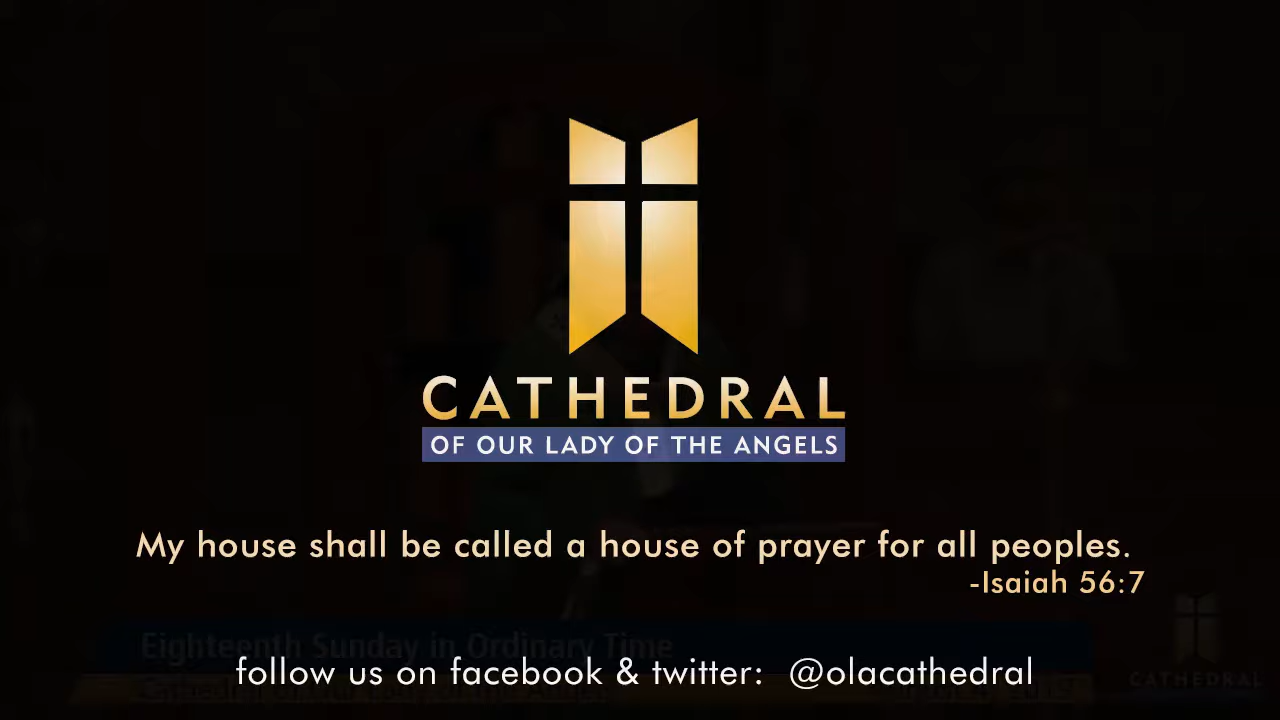 CATHEDRAL
OF OUR LADY OF THE ANGELS
My house shall be called a house of prayer for all peoples.
-Isaiah 56:7
Eighteenth Sunday in Ordinary Time
follow us on facebook & twitter: @olacathedral
CATHEDRAL